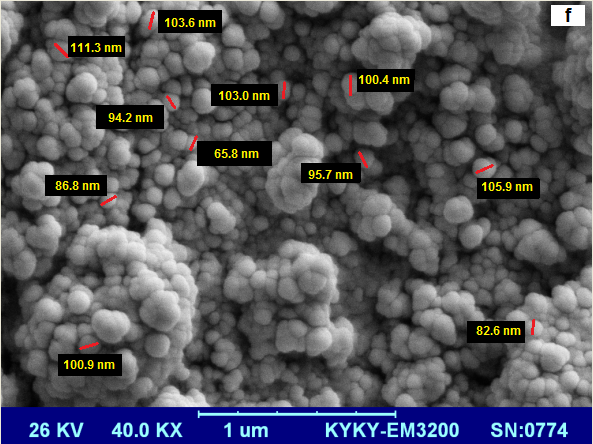 f
103.6 nm
111.3 nm
100.4 nm
103.0 nm
94.2 nm
65.8 nm
95.7 nm
86.8 nm
105.9 nm
82.6 nm
100.9 nm
26 KV 40.0 KX 1 um KYKY-EM3200 SN:0774